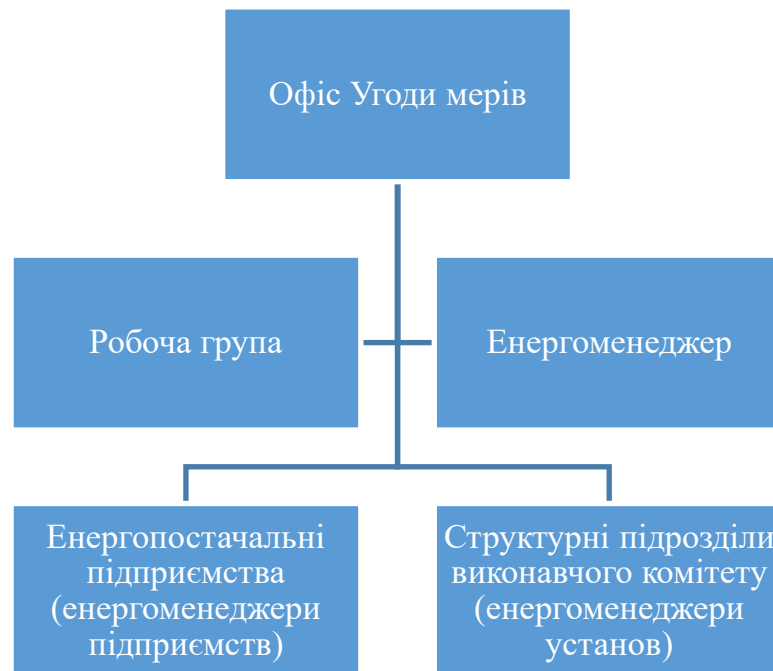 Офіс Угоди мерів
Робоча група
Енергоменеджер
Енергопостачальні
підприємства
(енергоменеджери
підприємств)
Структурні підрозділи
виконавчого комітету
(енергоменеджери
установ)